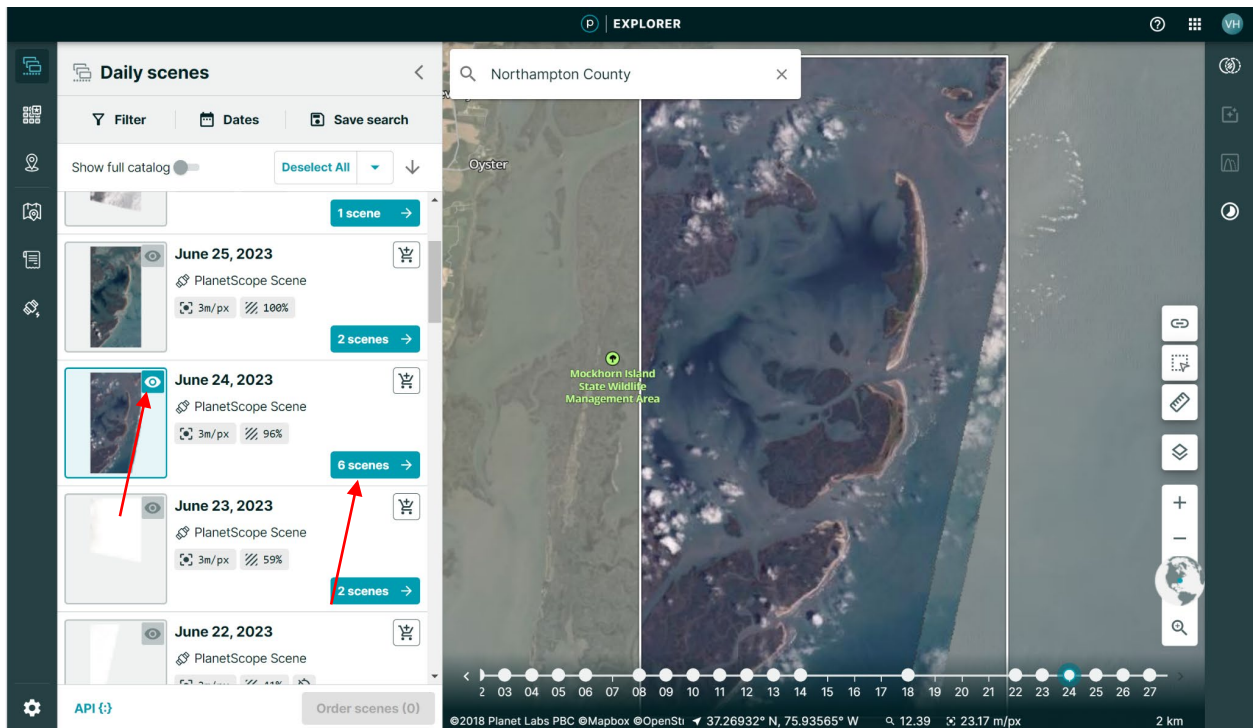 p | EXPLORER
VH
Daily scenes
Northampton County
Filter
Dates
Save search
Show full catalog
Deselect All
1 scene
June 25, 2023
PlanetScope Scene
3m/px 100%
2 scenes
June 24, 2023
PlanetScope Scene
3m/px 96%
6 scenes
June 23, 2023
PlanetScope Scene
3m/px 59%
2 scenes
June 22, 2023
PlanetScope Scene
API {:}
Order scenes (0)
Oyster
Mockhorn Island
State Wildlife
Management Area
2 03 04 05 06 07 08 09 10 11 12 13 14 15 16 17 18 19 20 21 22 23 24 25 26 27
©2018 Planet Labs PBC ©Mapbox ©OpenStr 37.26932° N, 75.93565° W 12.39 23.17 m/px 2 km